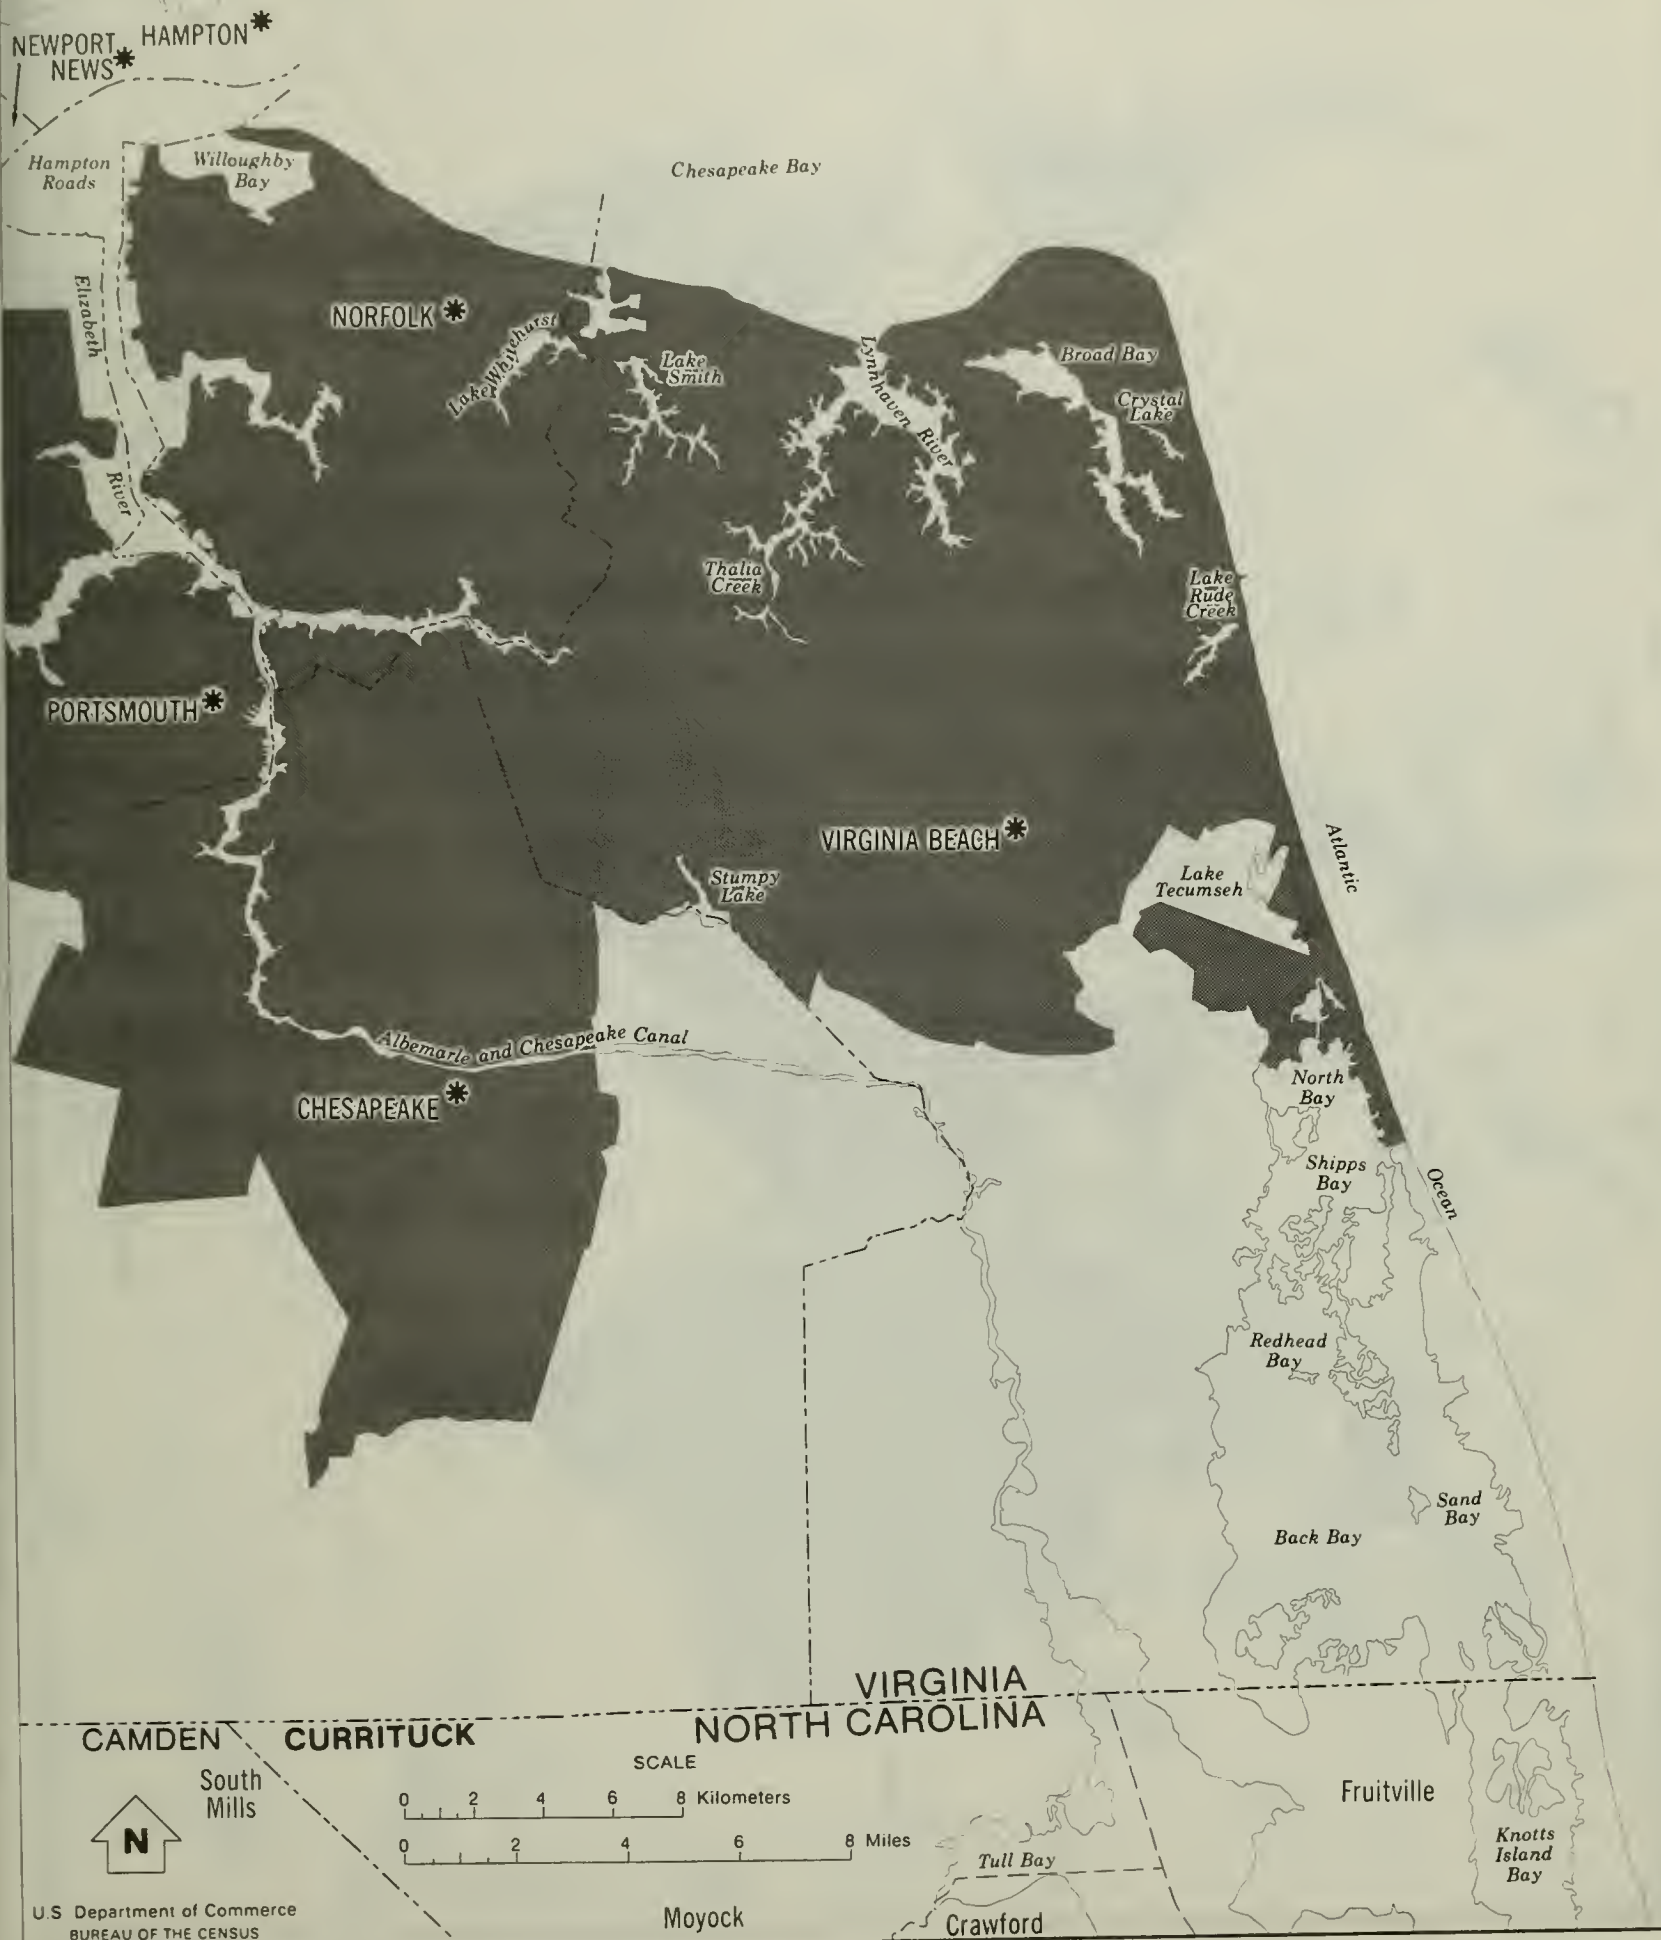 HAMPTON
NEWPORT
NEWS
Hampton
Roads
Willoughby
Bay
Chesapeake Bay
Elizabeth
River
NORFOLK
Lake Whitehurst
Lake
Smith
Lynnhaven River
Broad Bay
Crystal
Lake
Thalia
Creek
Lake
Rude
Creek
PORTSMOUTH
VIRGINIA BEACH
Stumpy
Lake
Lake
Tecumseh
Atlantic
Ocean
Albemarle and Chesapeake Canal
CHESAPEAKE
North
Bay
Shipps
Bay
Redhead
Bay
Sand
Bay
Back Bay
VIRGINIA
NORTH CAROLINA
CAMDEN
CURRITUCK
South
Mills
SCALE
0 2 4 6 8 Kilometers
0 2 4 6 8 Miles
N
Fruitville
Knotts
Island
Bay
Tull Bay
Moyock
Crawford
U.S Department of Commerce
BUREAU OF THE CENSUS